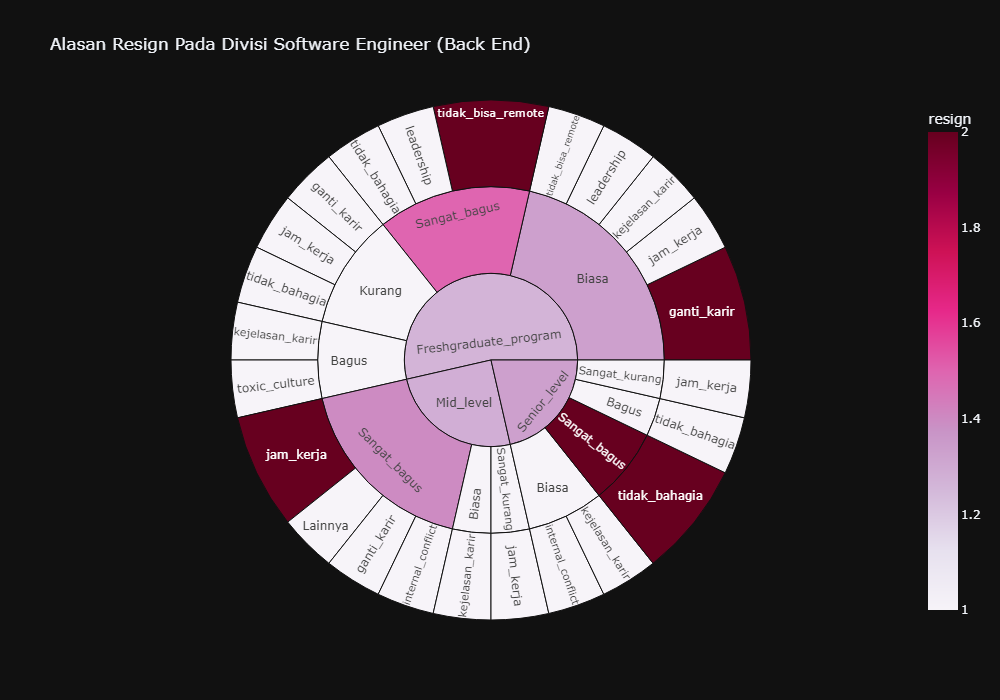 Alasan Resign Pada Divisi Software Engineer (Back End)
resign
2
1.8
1.6
1.4
1.2
1
Freshgraduate_program
Biasa
ganti_karir
jam_kerja
kejelasan_karir
leadership
tidak_bisa_remote
Sangat_bagus
tidak_bisa_remote
leadership
tidak_bahagia
Kurang
ganti_karir
jam_kerja
tidak_bahagia
Bagus
kejelasan_karir
toxic_culture
Mid_level
Sangat_bagus
jam_kerja
Lainnya
ganti_karir
internal_conflict
Biasa
kejelasan_karir
Sangat_kurang
jam_kerja
Senior_level
Biasa
internal_conflict
kejelasan_karir
Sangat_bagus
tidak_bahagia
Bagus
tidak_bahagia
Sangat_kurang
jam_kerja